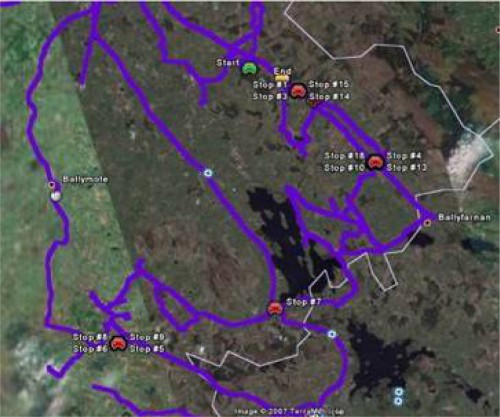 Start
End
Stop #1 Stop #15
Stop #3 Stop #14
Stop #18 Stop #4
Stop #10 Stop #13
Ballymote
Ballyfarnan
Stop #7
Stop #8 Stop #9
Stop #6 Stop #5
Image © 2007 TerraMetrics